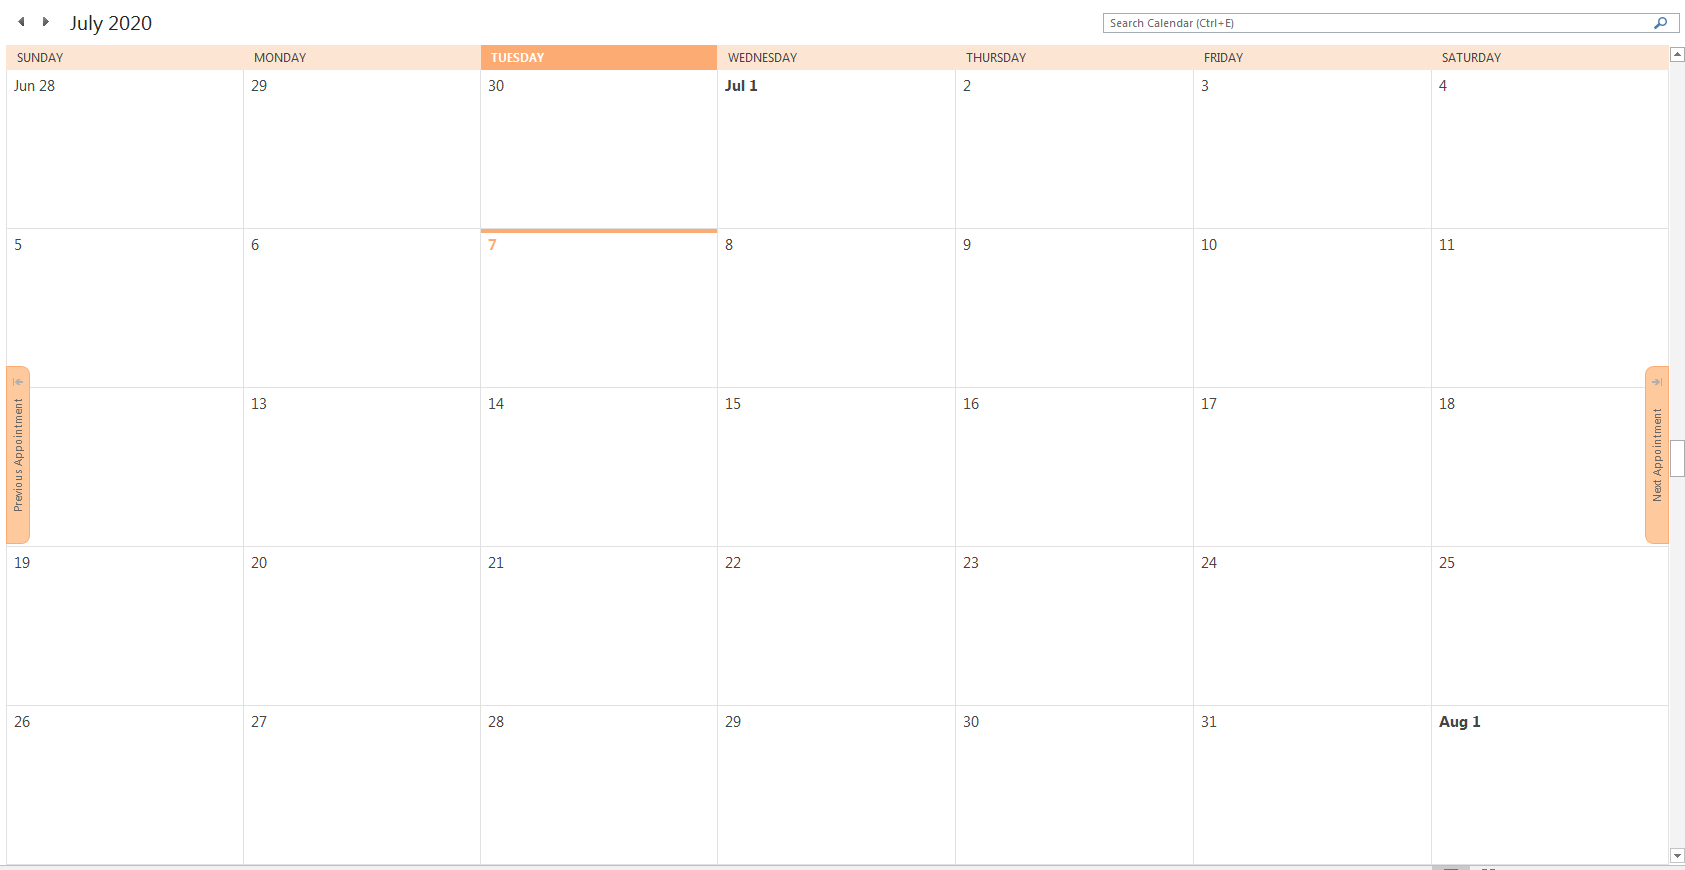 July 2020
Search Calendar (Ctrl+E)
SUNDAY MONDAY TUESDAY WEDNESDAY THURSDAY FRIDAY SATURDAY
Jun 28 29 30 Jul 1 2 3 4
5 6 7 8 9 10 11
13 14 15 16 17 18
Previous Appointment
Next Appointment
19 20 21 22 23 24 25
26 27 28 29 30 31 Aug 1